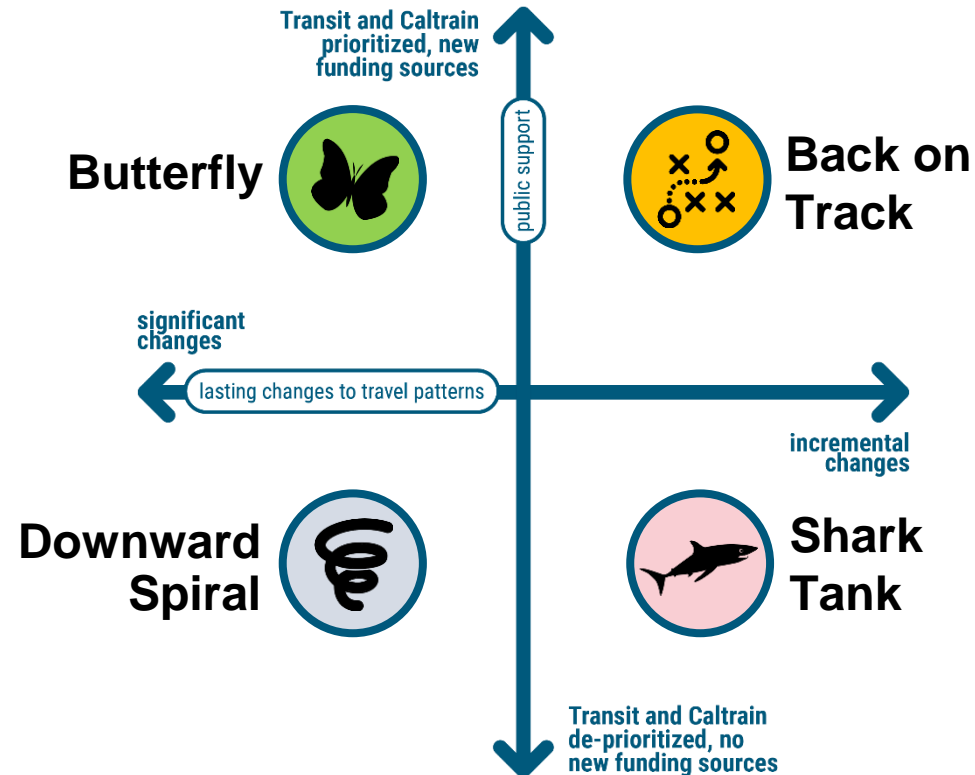 Transit and Caltrain
prioritized, new
funding sources
public support
Butterfly
Back on
Track
significant
changes
lasting changes to travel patterns
incremental
changes
Downward
Spiral
Shark
Tank
Transit and Caltrain
de-prioritized, no
new funding sources